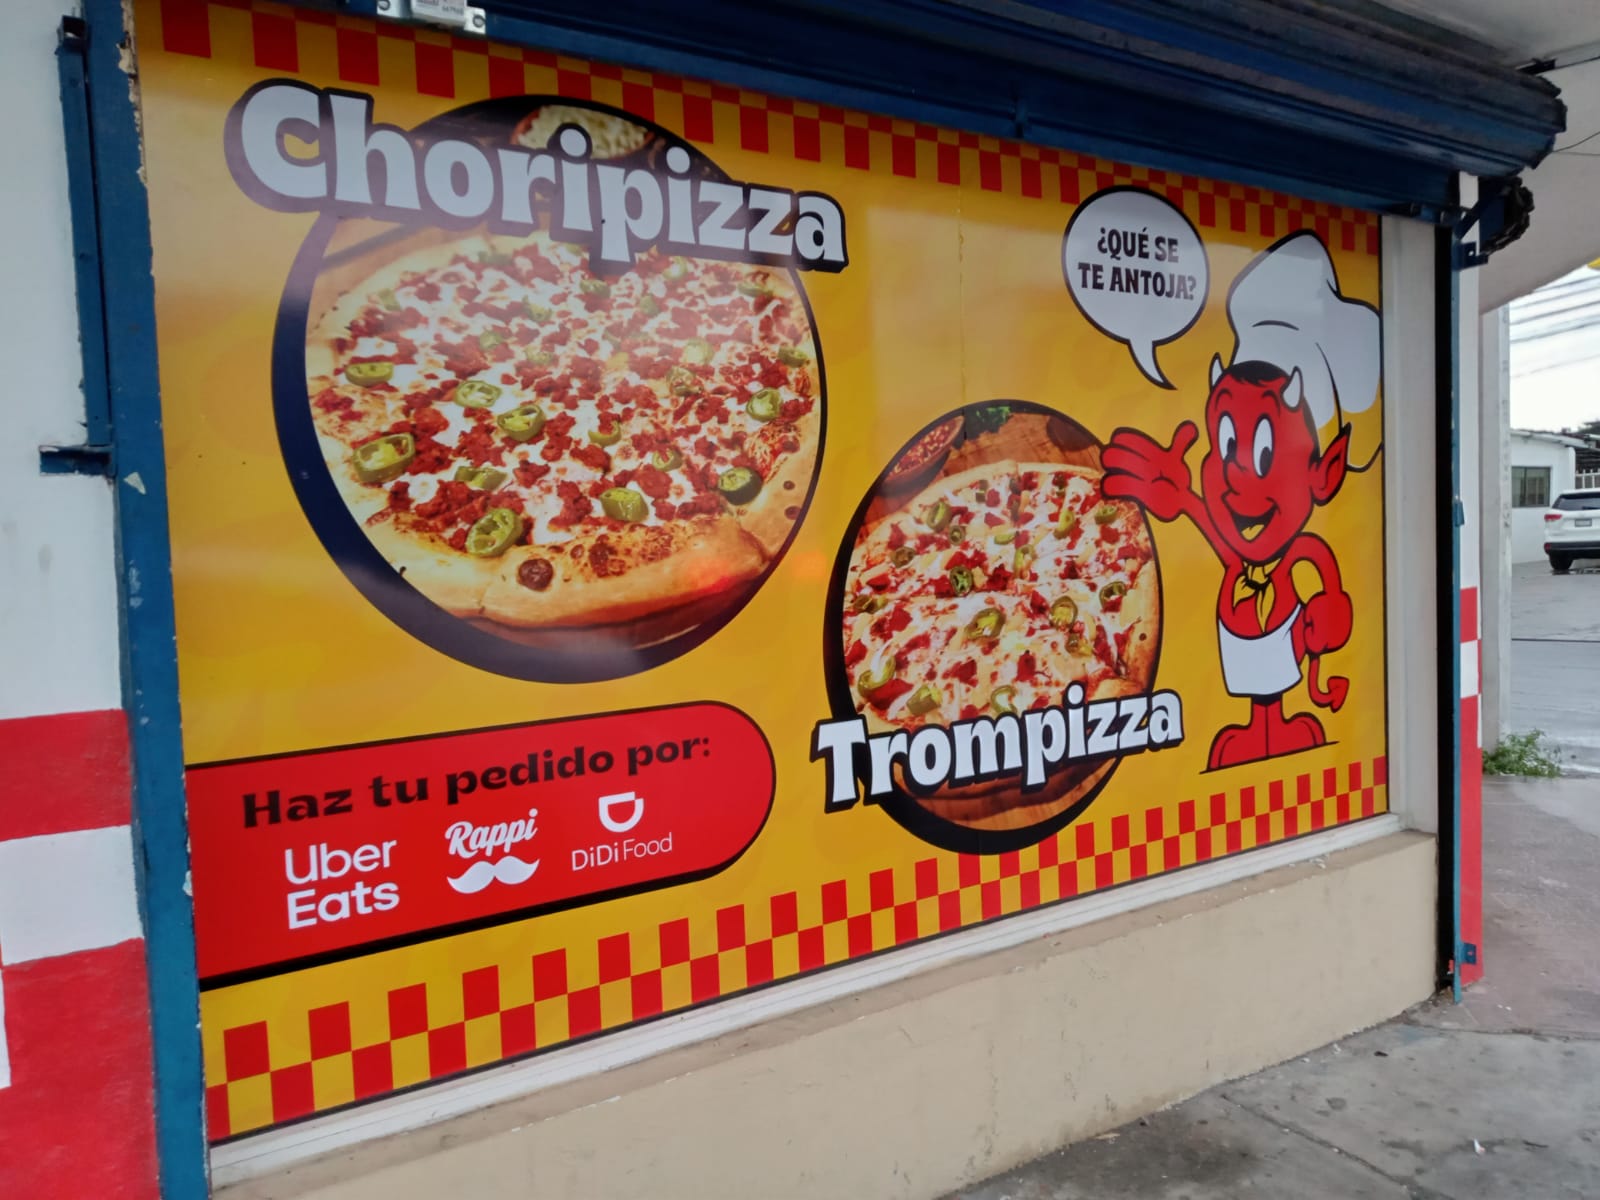 Choripizza
¿QUÉ SE
TE ANTOJA?
Trompizza
Haz tu pedido por:
Uber
Eats
Rappi
DiDi Food